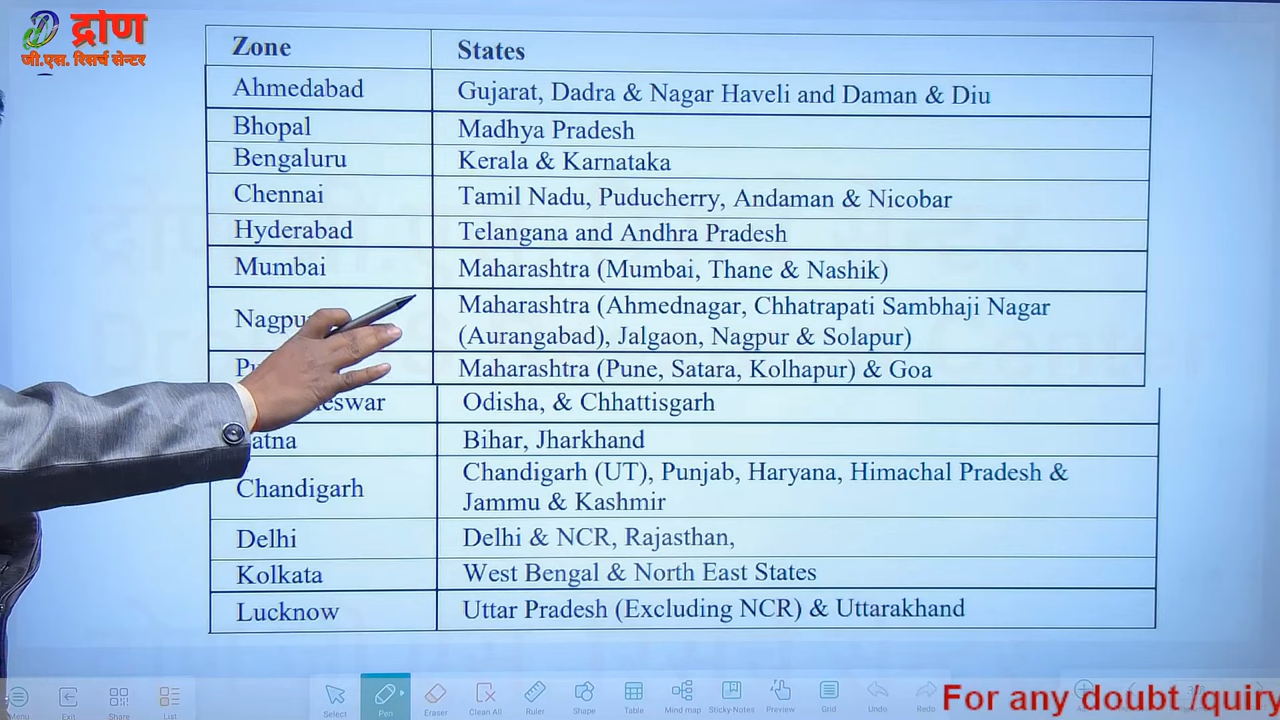 द्रोण
जी.एस. रिसर्च सेन्टर
Zone States
Ahmedabad Gujarat, Dadra & Nagar Haveli and Daman & Diu
Bhopal Madhya Pradesh
Bengaluru Kerala & Karnataka
Chennai Tamil Nadu, Puducherry, Andaman & Nicobar
Hyderabad Telangana and Andhra Pradesh
Mumbai Maharashtra (Mumbai, Thane & Nashik)
Nagpu Maharashtra (Ahmednagar, Chhatrapati Sambhaji Nagar
(Aurangabad), Jalgaon, Nagpur & Solapur)
Maharashtra (Pune, Satara, Kolhapur) & Goa
eswar Odisha, & Chhattisgarh
atna Bihar, Jharkhand
Chandigarh Chandigarh (UT), Punjab, Haryana, Himachal Pradesh &
Jammu & Kashmir
Delhi Delhi & NCR, Rajasthan,
Kolkata West Bengal & North East States
Lucknow Uttar Pradesh (Excluding NCR) & Uttarakhand
Menu Exit Share List Select Pen Eraser Clean All Ruler Shape Table Mind map Sticky-Notes Preview Grid Undo Redo
For any doubt /quiry